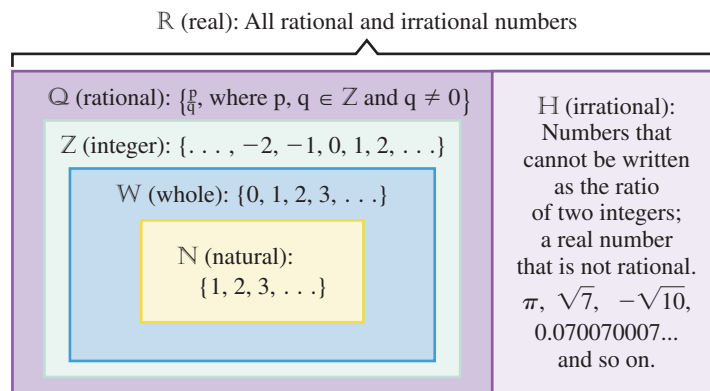 ℝ (real): All rational and irrational numbers
ℚ (rational): {p/q, where p, q ∈ ℤ and q ≠ 0}
ℤ (integer): {. . . , −2, −1, 0, 1, 2, . . .}
𝕎 (whole): {0, 1, 2, 3, . . .}
ℕ (natural):
{1, 2, 3, . . .}
ℍ (irrational):
Numbers that
cannot be written
as the ratio
of two integers;
a real number
that is not rational.
π, √7, −√10,
0.070070007...
and so on.